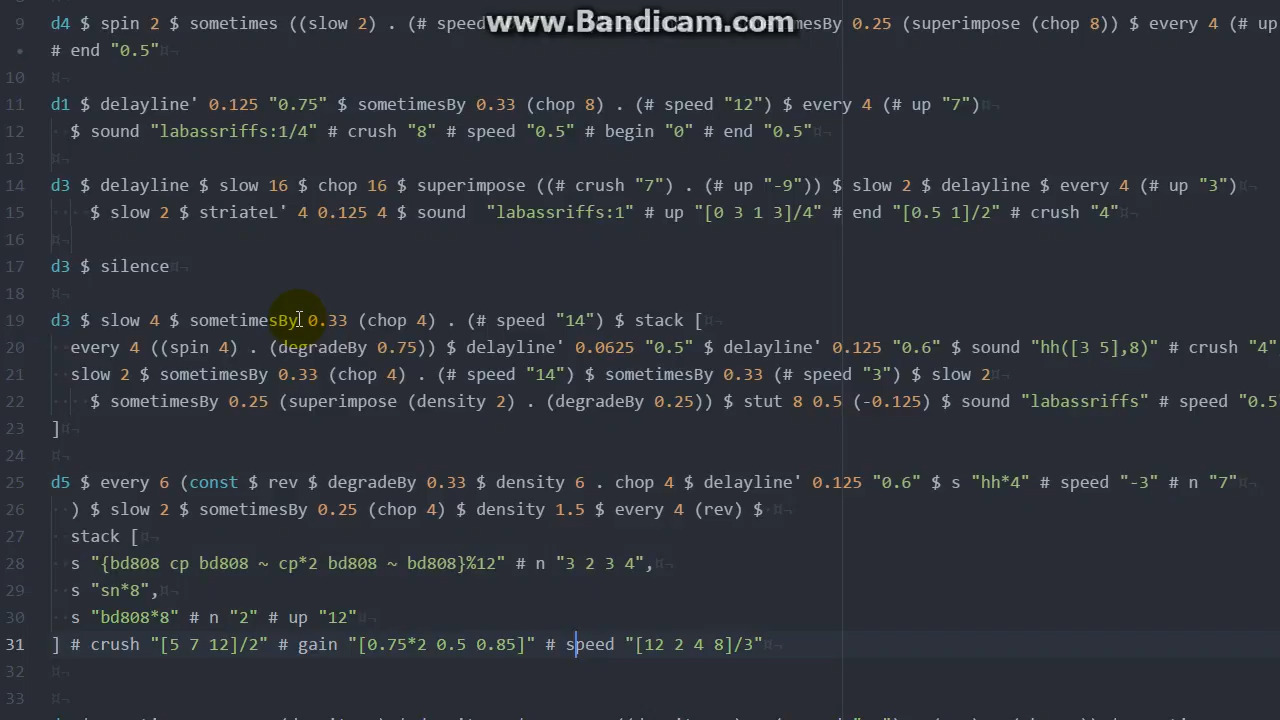 www.Bandicam.com
9 d4 $ spin 2 $ sometimes ((slow 2) . (# speed 0.25 (superimpose (chop 8)) $ every 4 (# up
# end "0.5"
10
11 d1 $ delayline' 0.125 "0.75" $ sometimesBy 0.33 (chop 8) . (# speed "12") $ every 4 (# up "7")
12 $ sound "labassriffs:1/4" # crush "8" # speed "0.5" # begin "0" # end "0.5"
13
14 d3 $ delayline $ slow 16 $ chop 16 $ superimpose ((# crush "7") . (# up "-9")) $ slow 2 $ delayline $ every 4 (# up "3")
15 $ slow 2 $ striateL' 4 0.125 4 $ sound "labassriffs:1" # up "[0 3 1 3]/4" # end "[0.5 1]/2" # crush "4"
16
17 d3 $ silence
18
19 d3 $ slow 4 $ sometimesBy 0.33 (chop 4) . (# speed "14") $ stack [
20 every 4 ((spin 4) . (degradeBy 0.75)) $ delayline' 0.0625 "0.5" $ delayline' 0.125 "0.6" $ sound "hh([3 5],8)" # crush "4"
21 slow 2 $ sometimesBy 0.33 (chop 4) . (# speed "14") $ sometimesBy 0.33 (# speed "3") $ slow 2
22 $ sometimesBy 0.25 (superimpose (density 2) . (degradeBy 0.25)) $ stut 8 0.5 (-0.125) $ sound "labassriffs" # speed "0.5
23 ]
24
25 d5 $ every 6 (const $ rev $ degradeBy 0.33 $ density 6 . chop 4 $ delayline' 0.125 "0.6" $ s "hh*4" # speed "-3" # n "7"
26 ) $ slow 2 $ sometimesBy 0.25 (chop 4) $ density 1.5 $ every 4 (rev) $
27 stack [
28 s "{bd808 cp bd808 ~ cp*2 bd808 ~ bd808}%12" # n "3 2 3 4",
29 s "sn*8",
30 s "bd808*8" # n "2" # up "12"
31 ] # crush "[5 7 12]/2" # gain "[0.75*2 0.5 0.85]" # speed "[12 2 4 8]/3"
32
33